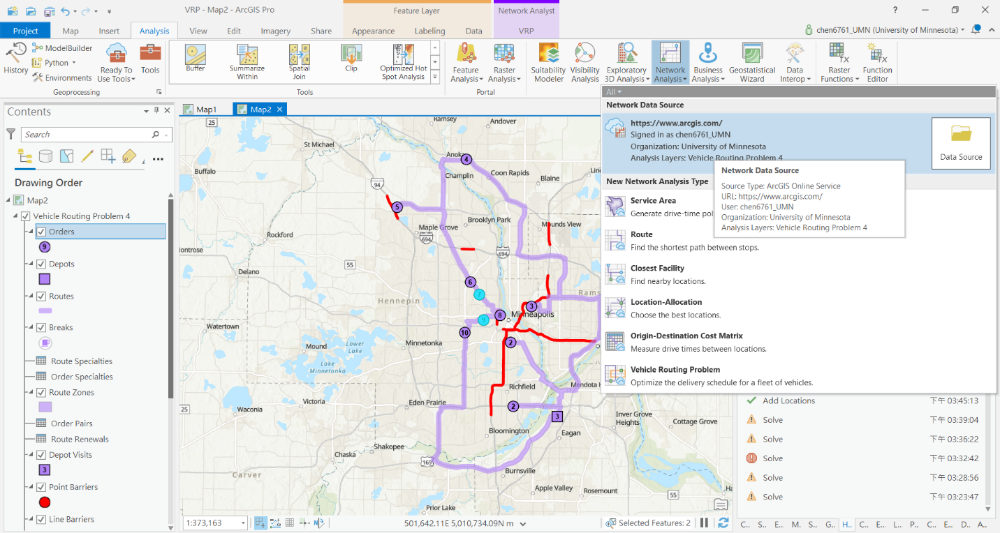 VRP - Map2 - ArcGIS Pro
Feature Layer
Network Analyst
?
Project
Map
Insert
Analysis
View
Edit
Imagery
Share
Appearance
Labeling
Data
VRP
chen6761_UMN (University of Minnesota)
History
ModelBuilder
Python
Environments
Ready To
Use Tools
Tools
Geoprocessing
Buffer
Summarize
Within
Spatial
Join
Clip
Optimized Hot
Spot Analysis
Tools
Feature
Analysis
Raster
Analysis
Portal
Suitability
Modeler
Visibility
Analysis
Exploratory
3D Analysis
Network
Analysis
Business
Analysis
Geostatistical
Wizard
Data
Interop
Raster
Functions
Function
Editor
Contents
Search
Drawing Order
Map2
Vehicle Routing Problem 4
Orders
9
Depots
Routes
Breaks
Route Specialties
Order Specialties
Route Zones
Order Pairs
Route Renewals
Depot Visits
3
Point Barriers
Line Barriers
Map1
Map2
25
Ramsey
Andover
St Michael
Anoka
4
Champlin
Coon Rapids
Buffalo
94
Blaine
Lin
5
Brooklyn Park
Maple Grove
Mounds View
694
694
Rockford
Montrose
55
Delano
6
7
Hennepin
Rams
3
8
Minneapolis
9
Watertown
10
Minnetonka
2
Mound
Lower
Lake
Lake
Minnetonka
Richfield
Mendota H
Victoria
Eden Prairie
2
Waconia
25
3
Inver Grove
Heights
Cottage Grove
Bloomington
Eagan
Shakopee
Chaska
169
Carver
Burnsville
Apple Valley
Rosemount
55
Ha
Prior Lake
1:373,163
501,642.11E 5,010,734.09N m
Selected Features: 2
All
Network Data Source
https://www.arcgis.com/
Signed in as chen6761_UMN
Organization: University of Minnesota
Analysis Layers: Vehicle Routing Problem 4
Data Source
Network Data Source
Source Type: ArcGIS Online Service
URL: https://www.arcgis.com/
User: chen6761_UMN
Organization: University of Minnesota
Analysis Layers: Vehicle Routing Problem 4
New Network Analysis Type
Service Area
Generate drive-time pol
Route
Find the shortest path between stops.
Closest Facility
Find nearby locations.
Location-Allocation
Choose the best locations.
Origin-Destination Cost Matrix
Measure drive times between locations.
Vehicle Routing Problem
Optimize the delivery schedule for a fleet of vehicles.
Add Locations 下午 03:45:13
Solve 下午 03:39:04
Solve 下午 03:36:22
Solve 下午 03:32:42
Solve 下午 03:28:56
Solve 下午 03:23:47
C.. S.. E.. M. S.. G.. H.. C.. E.. L.. P.. C.. E.. D.. A..